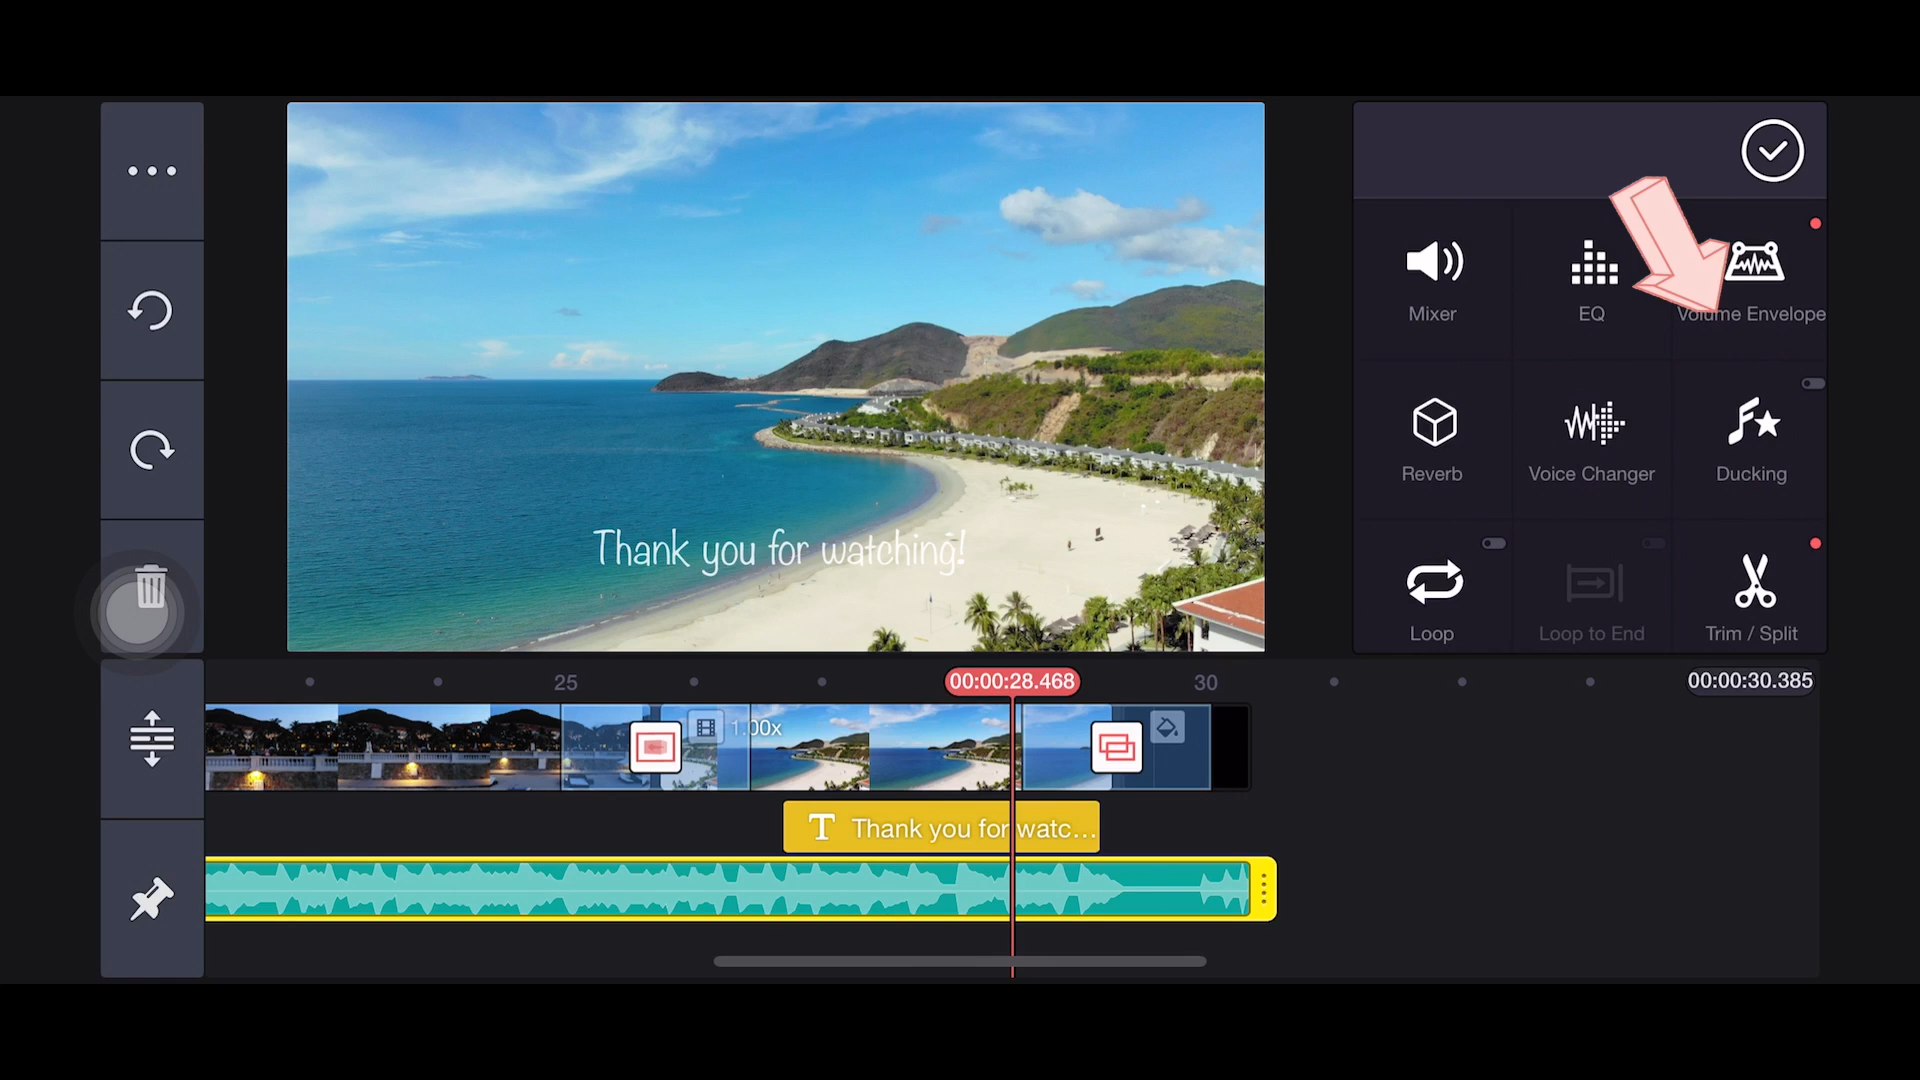 Mixer
EQ
Volume Envelope
Reverb
Voice Changer
Ducking
Loop
Loop to End
Trim / Split
Thank you for watching!
25
00:00:28.468
30
00:00:30.385
1.00x
T Thank you for watc...